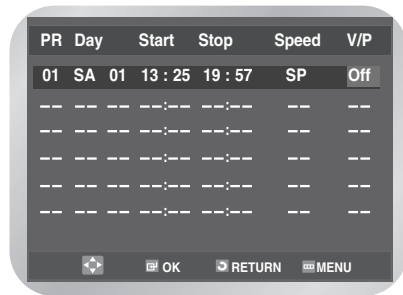 PR Day Start Stop Speed V/P
01 SA 01 13 : 25 19 : 57 SP Off
–– –– –– ––:–– ––:–– –– ––
–– –– –– ––:–– ––:–– –– ––
–– –– –– ––:–– ––:–– –– ––
–– –– –– ––:–– ––:–– –– ––
–– –– –– ––:–– ––:–– –– ––
OK RETURN MENU